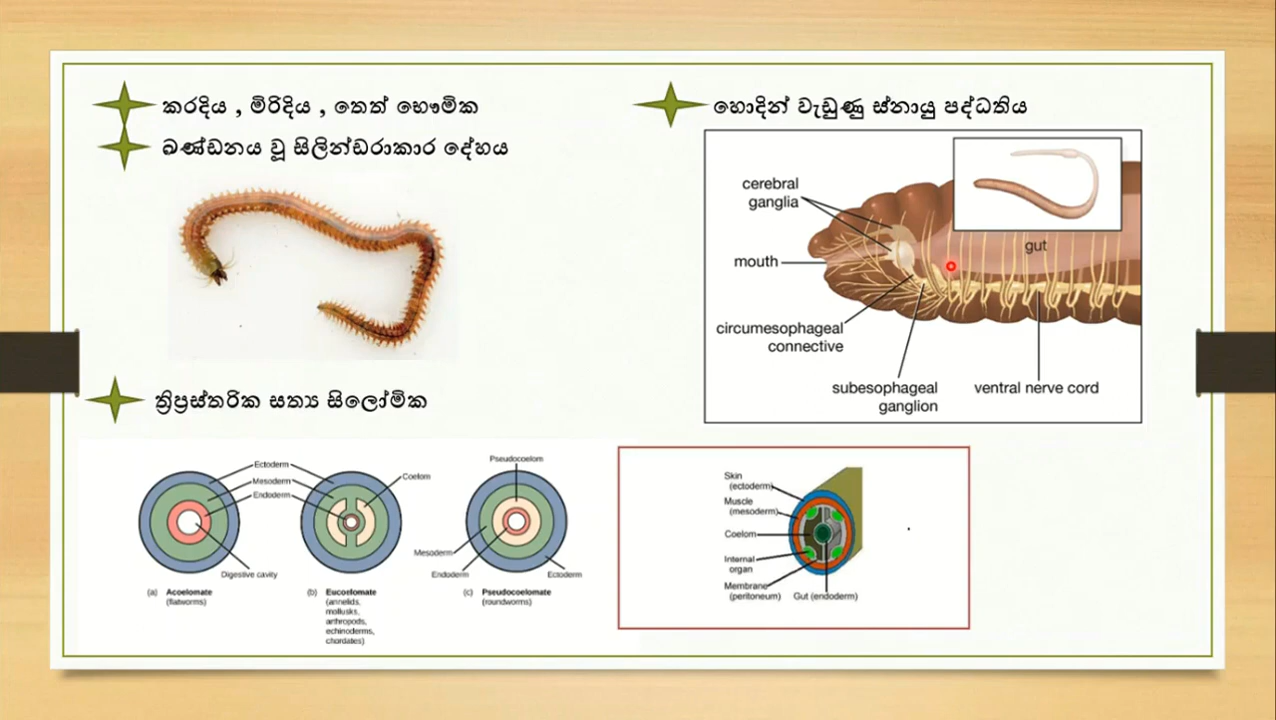 කරදිය , මිරිදිය , තෙත් භෞමික
ඛණ්ඩනය වූ සිලින්ඩරාකාර දේහය
ත්‍රිප්‍රස්තරික සත්‍ය සිලෝමික
හොදින් වැඩුණු ස්නායු පද්ධතිය
cerebral
ganglia
mouth
gut
circumesophageal
connective
subesophageal
ganglion
ventral nerve cord
Ectoderm
Mesoderm
Endoderm
Digestive cavity
(a) Acoelomate
(flatworms)
Coelom
(b) Eucoelomate
(annelids,
mollusks,
arthropods,
echinoderms,
chordates)
Pseudocoelom
Mesoderm
Endoderm
Ectoderm
(c) Pseudocoelomate
(roundworms)
Skin
(ectoderm)
Muscle
(mesoderm)
Coelom
Internal
organ
Membrane
(peritoneum)
Gut (endoderm)